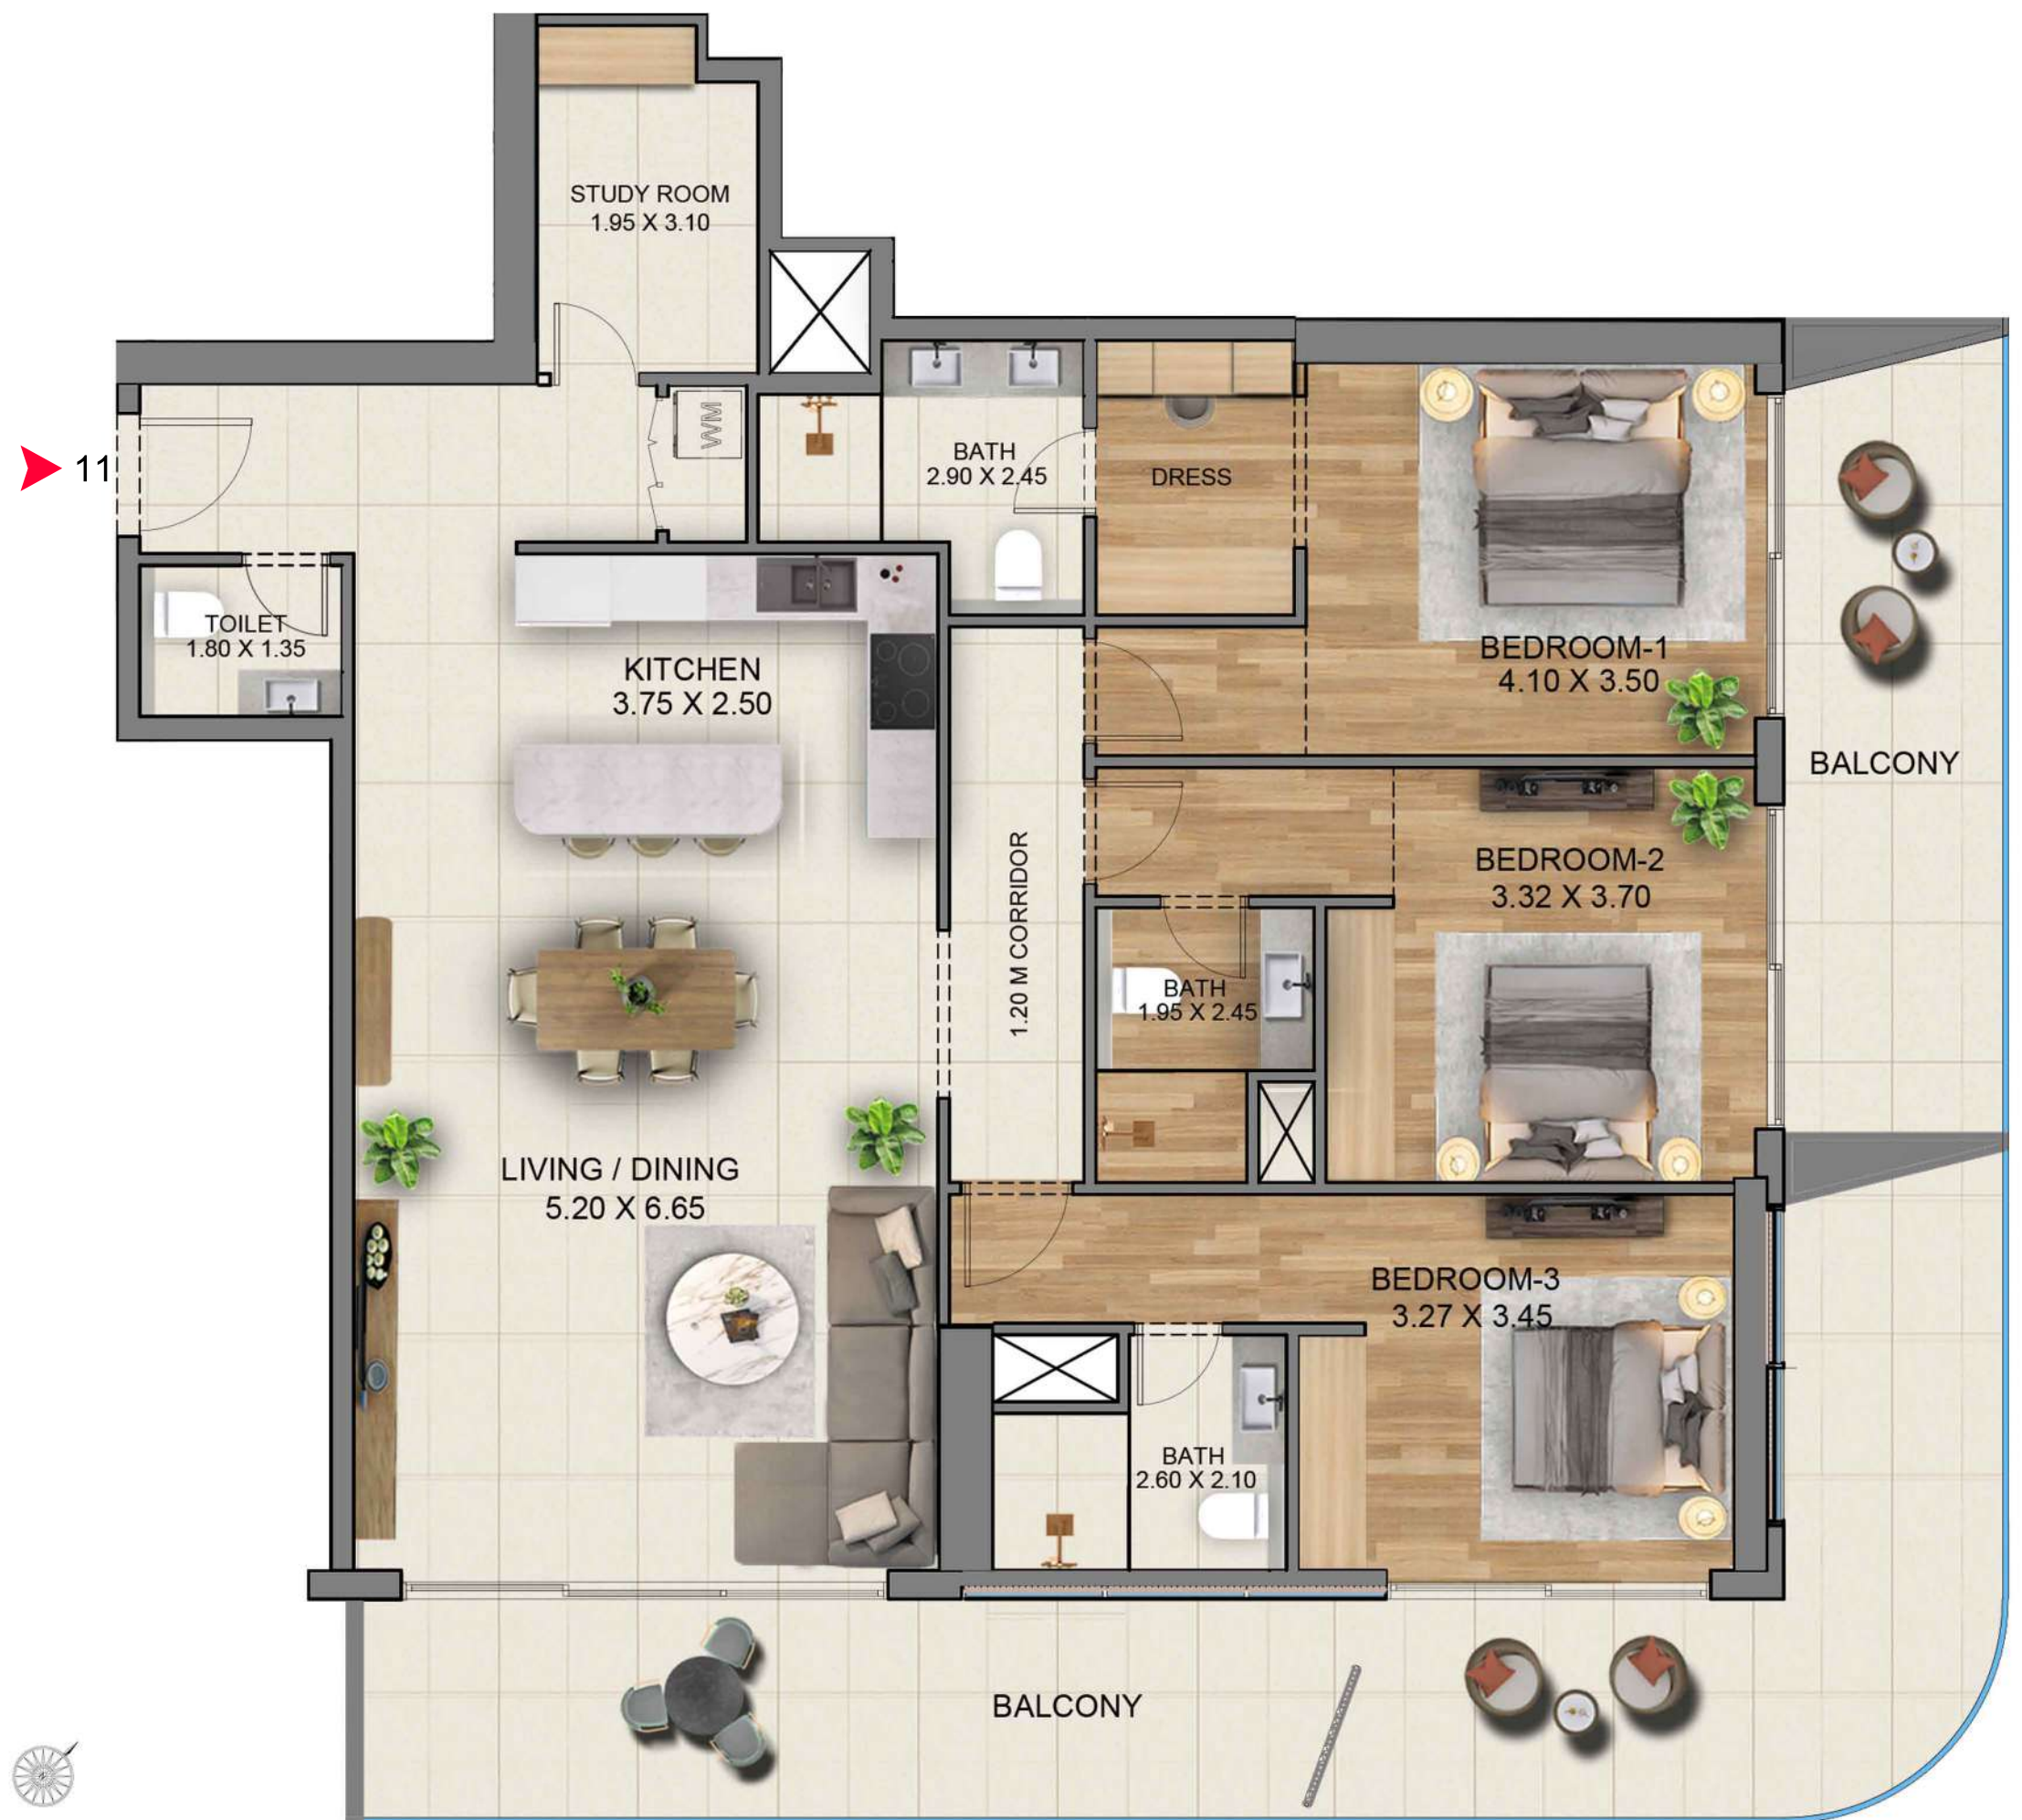 STUDY ROOM
1.95 X 3.10
WM
11
BATH
2.90 X 2.45
DRESS
TOILET
1.80 X 1.35
KITCHEN
3.75 X 2.50
BEDROOM-1
4.10 X 3.50
BALCONY
1.20 M CORRIDOR
BEDROOM-2
3.32 X 3.70
BATH
1.95 X 2.45
LIVING / DINING
5.20 X 6.65
BEDROOM-3
3.27 X 3.45
BATH
2.60 X 2.10
BALCONY